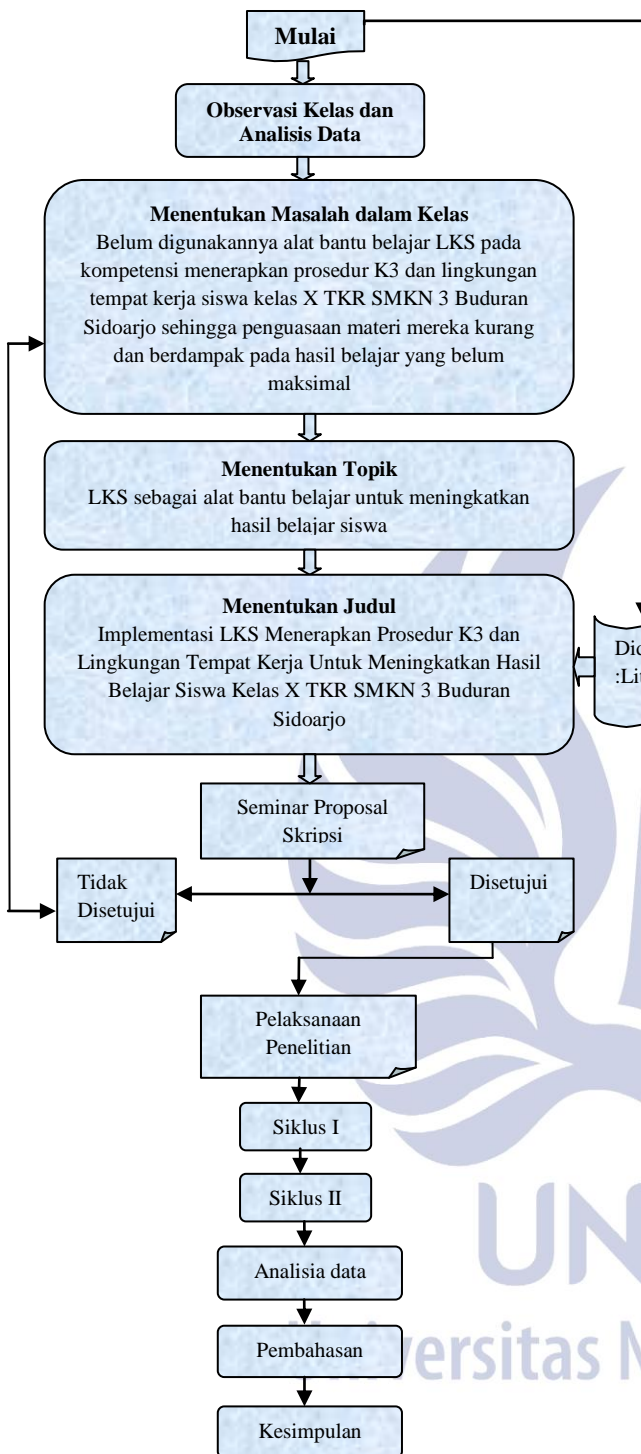 Mulai
Observasi Kelas dan
Analisis Data
Menentukan Masalah dalam Kelas
Belum digunakannya alat bantu belajar LKS pada
kompetensi menerapkan prosedur K3 dan lingkungan
tempat kerja siswa kelas X TKR SMKN 3 Buduran
Sidoarjo sehingga penguasaan materi mereka kurang
dan berdampak pada hasil belajar yang belum
maksimal
Menentukan Topik
LKS sebagai alat bantu belajar untuk meningkatkan
hasil belajar siswa
Menentukan Judul
Implementasi LKS Menerapkan Prosedur K3 dan
Lingkungan Tempat Kerja Untuk Meningkatkan Hasil
Belajar Siswa Kelas X TKR SMKN 3 Buduran
Sidoarjo
Seminar Proposal
Skripsi
Tidak
Disetujui
Disetujui
Pelaksanaan
Penelitian
Siklus I
Siklus II
Analisia data
Pembahasan
Kesimpulan